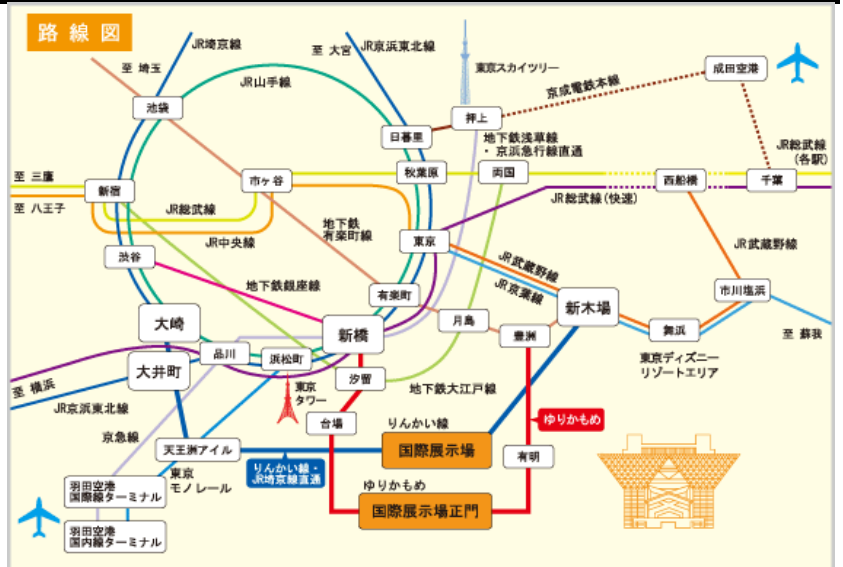 路線図
JR埼京線
至 大宮
JR京浜東北線
至 埼玉
JR山手線
東京スカイツリー
成田空港
京成電鉄本線
池袋
押上
日暮里
地下鉄浅草線
・京浜急行線直通
JR総武線
(各駅)
至 三鷹
新宿
市ヶ谷
秋葉原
両国
西船橋
千葉
至 八王子
JR総武線
JR総武線(快速)
地下鉄
有楽町線
JR中央線
東京
渋谷
JR武蔵野線
JR武蔵野線
地下鉄銀座線
JR京葉線
有楽町
市川塩浜
新木場
大崎
新橋
月島
豊洲
舞浜
至 蘇我
品川
浜松町
東京ディズニー
リゾートエリア
大井町
汐留
地下鉄大江戸線
至 横浜
東京
タワー
JR京浜東北線
台場
りんかい線
ゆりかもめ
京急線
天王洲アイル
国際展示場
有明
りんかい線・
JR埼京線直通
東京
モノレール
羽田空港
国際線ターミナル
ゆりかもめ
国際展示場正門
羽田空港
国内線ターミナル